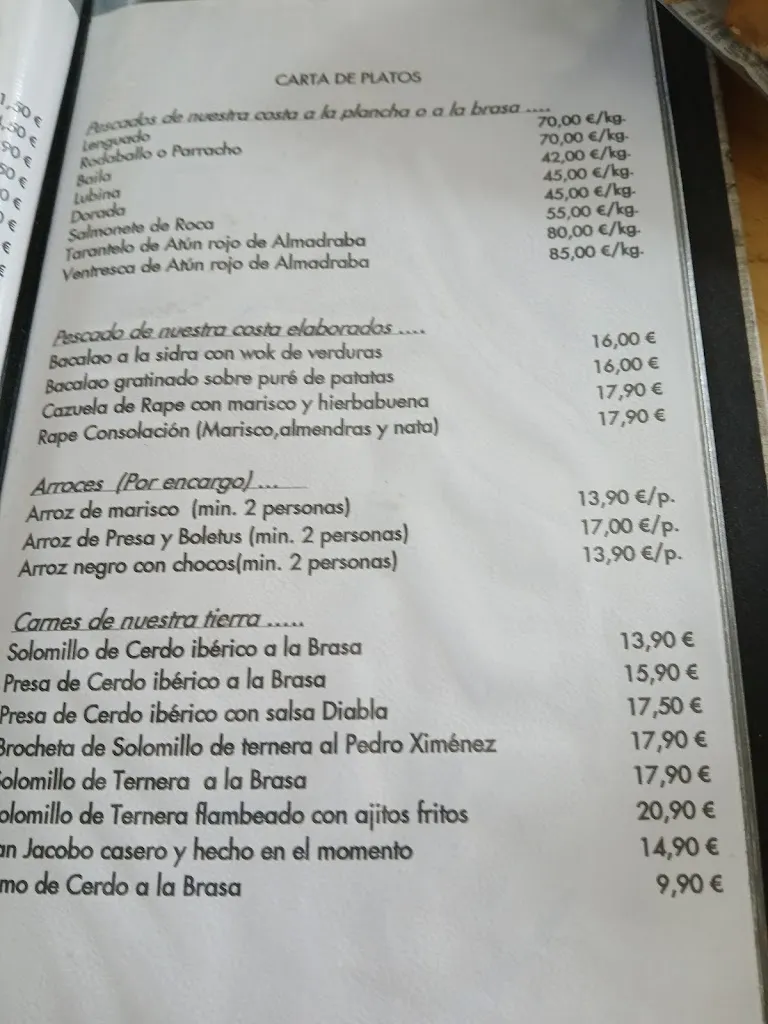 1,50 €
,50 €
,90 €
50 €
0 €
€
€
CARTA DE PLATOS
Pescados de nuestra costa a la plancha o a la brasa ....
Lenguado 70,00 €/kg.
Rodaballo o Parracho 70,00 €/kg.
Baila 42,00 €/kg.
Lubina 45,00 €/kg.
Dorada 45,00 €/kg.
Salmonete de Roca 55,00 €/kg.
Tarantelo de Atún rojo de Almadraba 80,00 €/kg.
Ventresca de Atún rojo de Almadraba 85,00 €/kg.
Pescado de nuestra costa elaborados ....
Bacalao a la sidra con wok de verduras 16,00 €
Bacalao gratinado sobre puré de patatas 16,00 €
Cazuela de Rape con marisco y hierbabuena 17,90 €
Rape Consolación (Marisco,almendras y nata) 17,90 €
Arroces (Por encargo) ...
Arroz de marisco (min. 2 personas) 13,90 €/p.
Arroz de Presa y Boletus (min. 2 personas) 17,00 €/p.
Arroz negro con chocos(min. 2 personas) 13,90 €/p.
Carnes de nuestra tierra .....
Solomillo de Cerdo ibérico a la Brasa 13,90 €
Presa de Cerdo ibérico a la Brasa 15,90 €
Presa de Cerdo ibérico con salsa Diabla 17,50 €
Brocheta de Solomillo de ternera al Pedro Ximénez 17,90 €
olomillo de Ternera a la Brasa 17,90 €
olomillo de Ternera flambeado con ajitos fritos 20,90 €
an Jacobo casero y hecho en el momento 14,90 €
mo de Cerdo a la Brasa 9,90 €